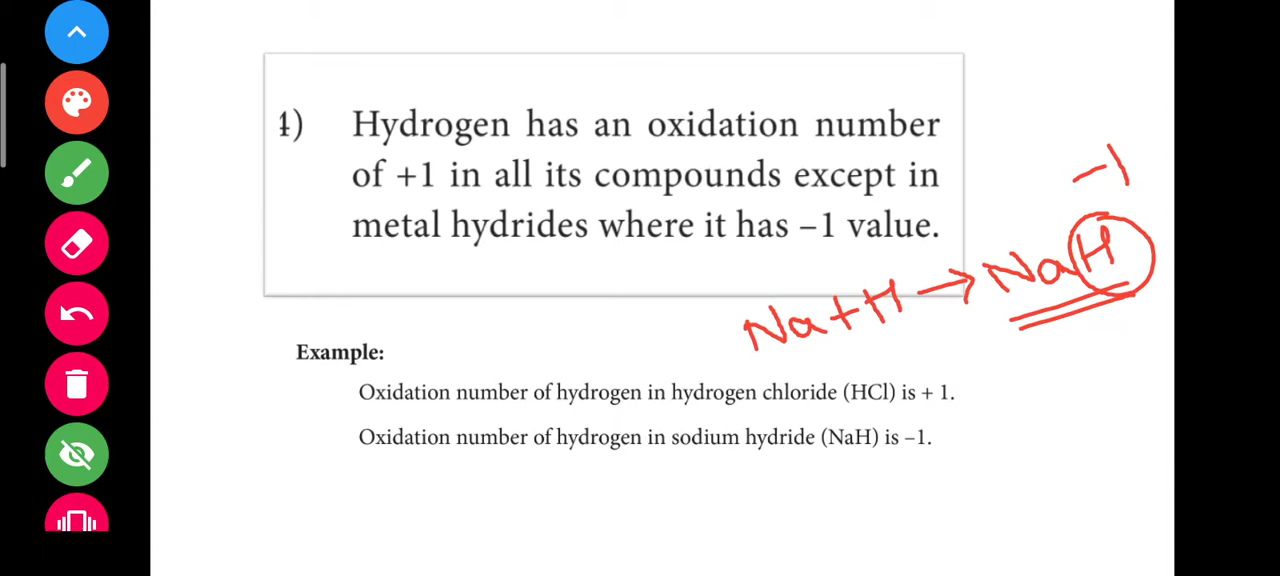 4) Hydrogen has an oxidation number
of +1 in all its compounds except in
metal hydrides where it has –1 value.
–1
Na+H → NaH
Example:
Oxidation number of hydrogen in hydrogen chloride (HCl) is + 1.
Oxidation number of hydrogen in sodium hydride (NaH) is –1.